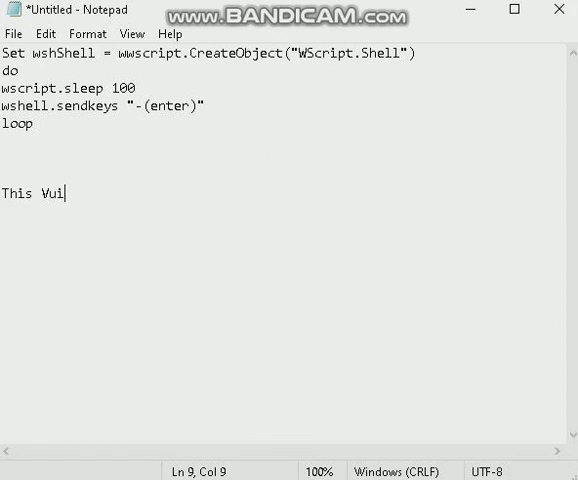 *Untitled - Notepad
www.BANDICAM.com
File Edit Format View Help
Set wshShell = wwscript.CreateObject("WScript.Shell")
do
wscript.sleep 100
wshell.sendkeys "-(enter)"
loop
This Vui
Ln 9, Col 9 100% Windows (CRLF) UTF-8